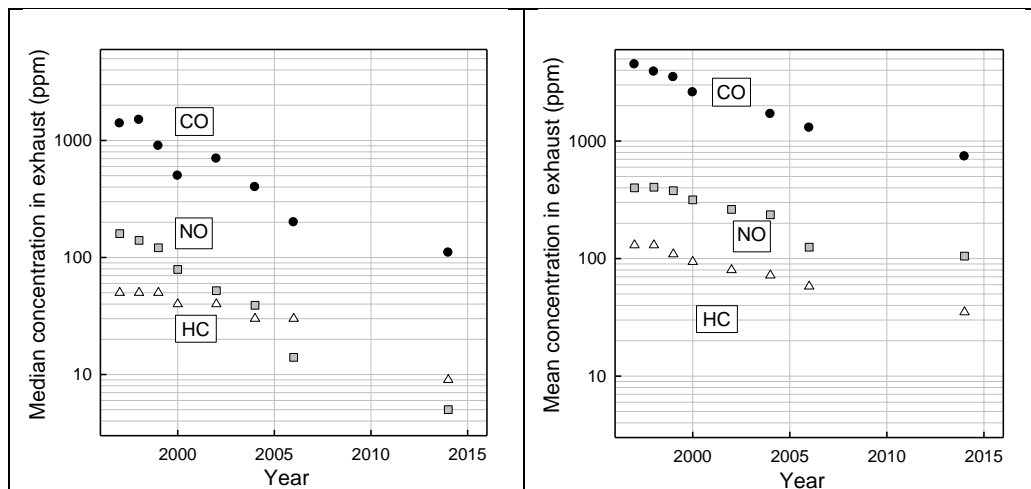 Median concentration in exhaust (ppm)
1000
100
10
CO
NO
HC
2000 2005 2010 2015
Year
Mean concentration in exhaust (ppm)
1000
100
10
CO
NO
HC
2000 2005 2010 2015
Year